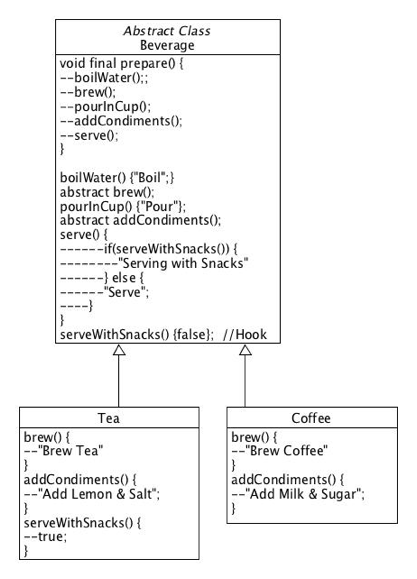 Abstract Class
Beverage
void final prepare() {
--boilWater();;
--brew();
--pourInCup();
--addCondiments();
--serve();
}
boilWater() {"Boil";}
abstract brew();
pourInCup() {"Pour"};
abstract addCondiments();
serve() {
------if(serveWithSnacks()) {
--------"Serving with Snacks"
------} else {
------"Serve";
----}
}
serveWithSnacks() {false};  //Hook
Tea
brew() {
--"Brew Tea"
}
addCondiments() {
--"Add Lemon & Salt";
}
serveWithSnacks() {
--true;
}
Coffee
brew() {
--"Brew Coffee"
}
addCondiments() {
--"Add Milk & Sugar";
}